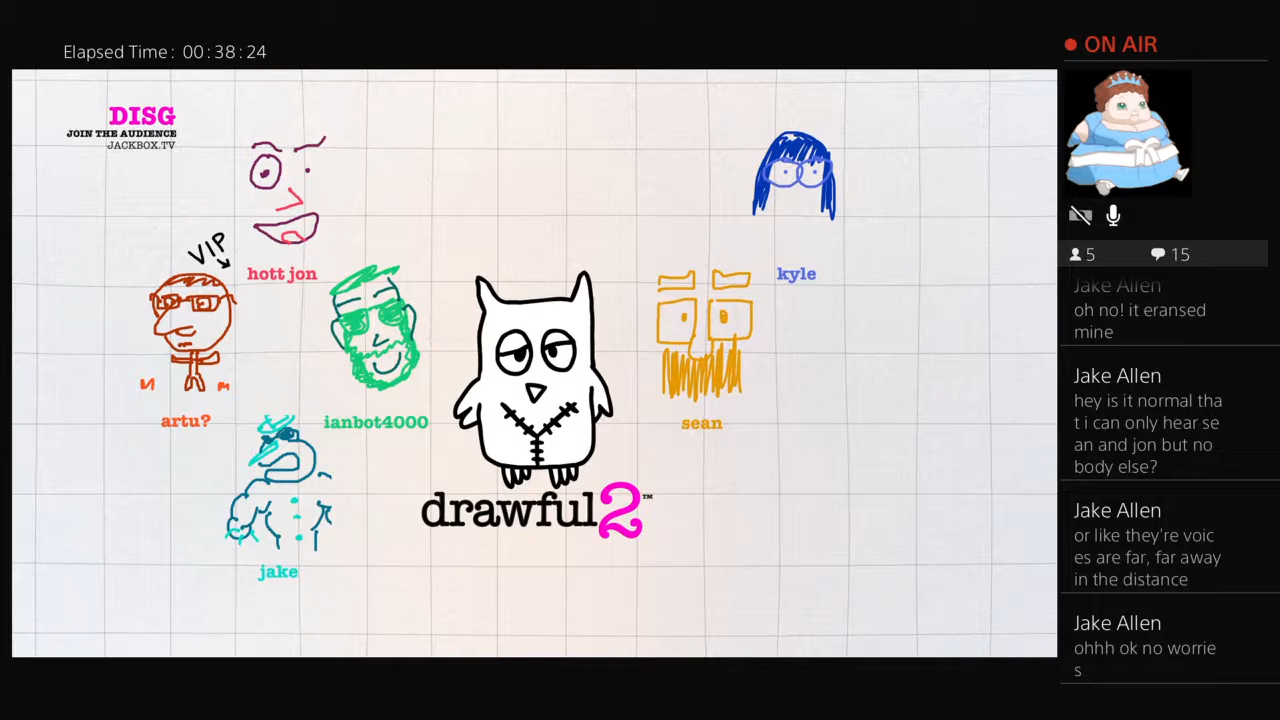 Elapsed Time: 00:38:24
ON AIR
DISG
JOIN THE AUDIENCE
JACKBOX.TV
VIP
hott jon
kyle
artu?
ianbot4000
sean
drawful 2™
jake
5 15
Jake Allen
oh no! it eransed
mine
Jake Allen
hey is it normal tha
t i can only hear se
an and jon but no
body else?
Jake Allen
or like they're voic
es are far, far away
in the distance
Jake Allen
ohhh ok no worrie
s